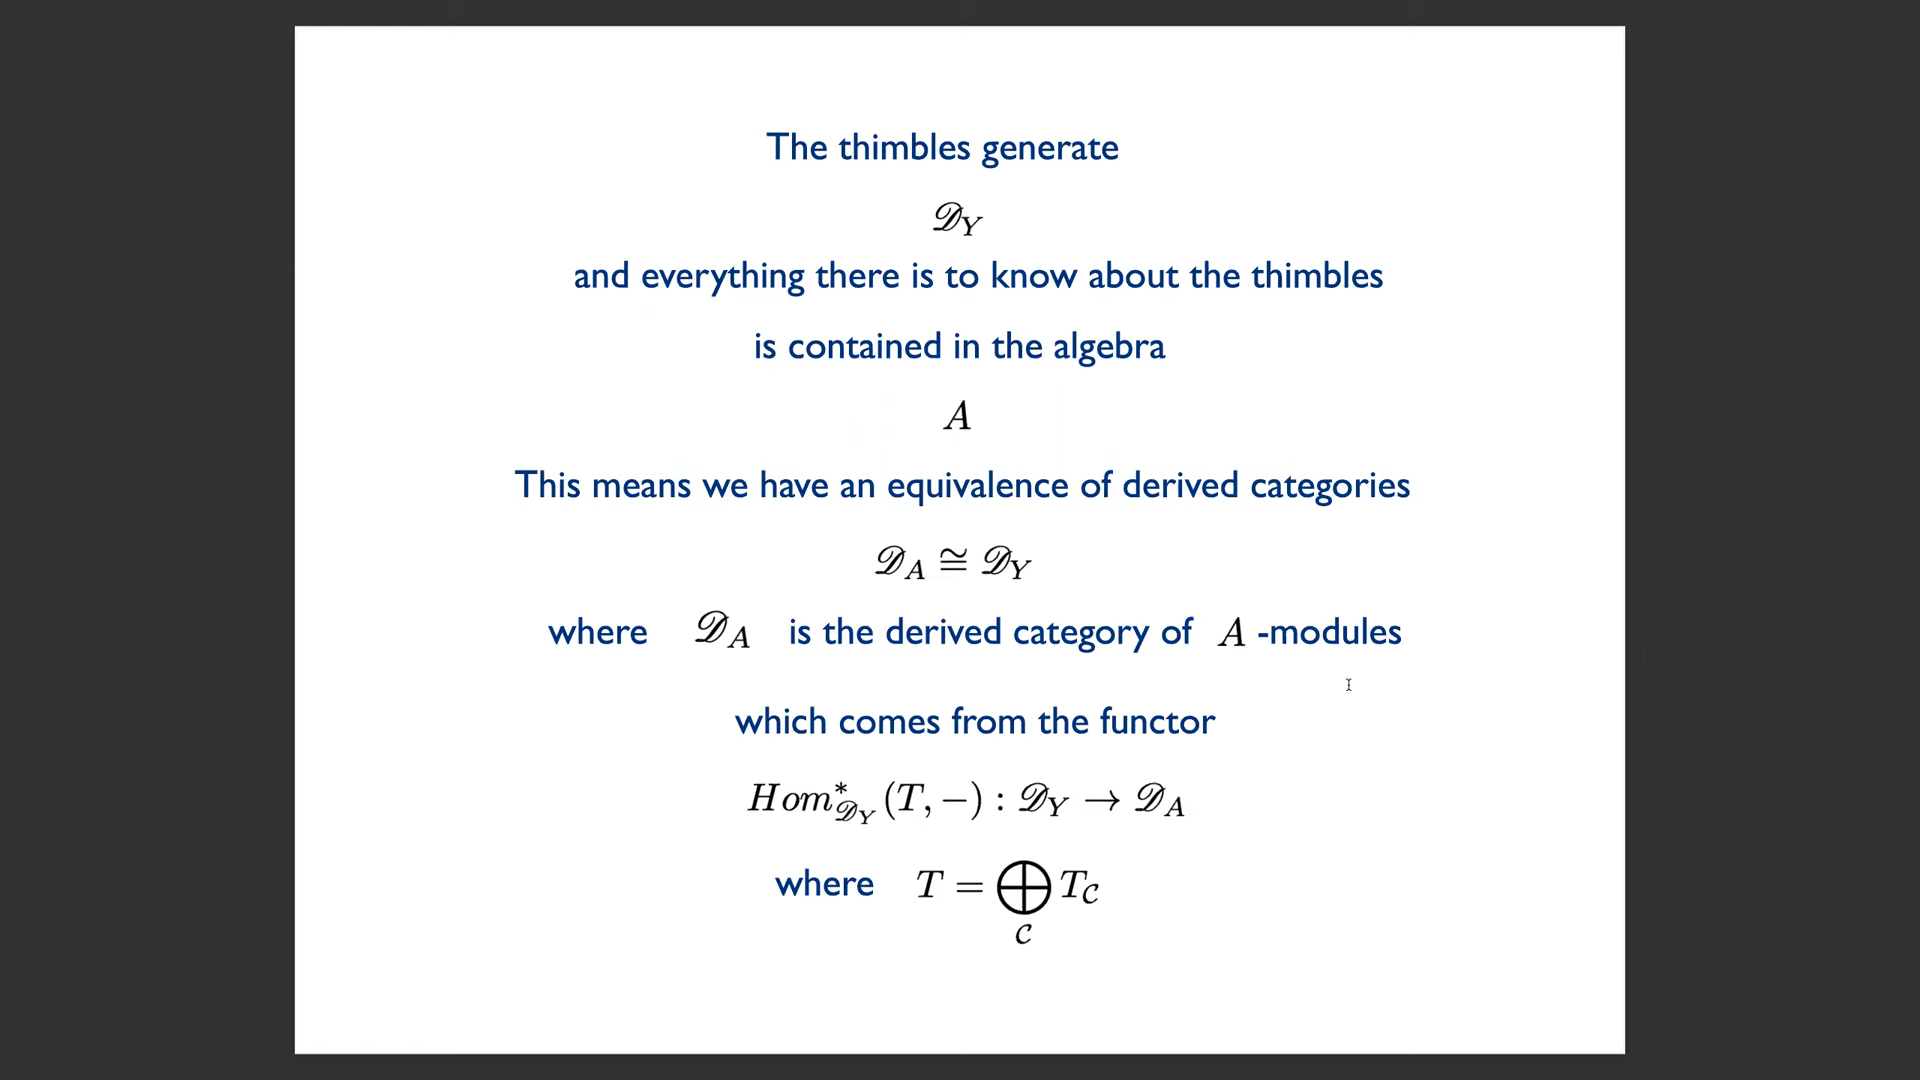 The thimbles generate
𝒟_Y
and everything there is to know about the thimbles
is contained in the algebra
A
This means we have an equivalence of derived categories
𝒟_A ≅ 𝒟_Y
where 𝒟_A is the derived category of A -modules
which comes from the functor
Hom^*_{𝒟_Y} (T, −) : 𝒟_Y → 𝒟_A
where T = ⨁_𝒞 T_𝒞